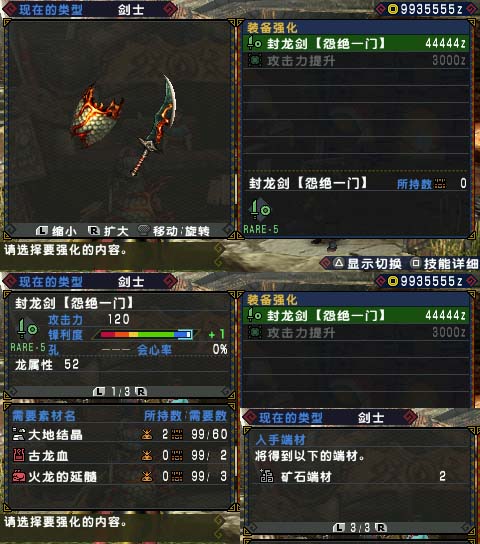 现在的类型 剑士
9935555z
装备强化
封龙剑【怨绝一门】 44444z
攻击力提升 3000z
封龙剑【怨绝一门】 所持数 0
RARE-5
L 缩小 R 扩大 移动/旋转
请选择要强化的内容。
△显示切换 □技能详细
现在的类型 剑士
9935555z
封龙剑【怨绝一门】
攻击力 120
锋利度 +1
RARE-5 孔 --- 会心率 0%
龙属性 52
L 1/3 R
装备强化
封龙剑【怨绝一门】 44444z
攻击力提升 3000z
需要素材名 所持数/需要数
大地结晶 2 99/60
古龙血 0 99/ 2
火龙的延髓 0 99/ 3
请选择要强化的内容。
现在的类型 剑士
入手端材
将得到以下的端材。
矿石端材 2
L 3/3 R